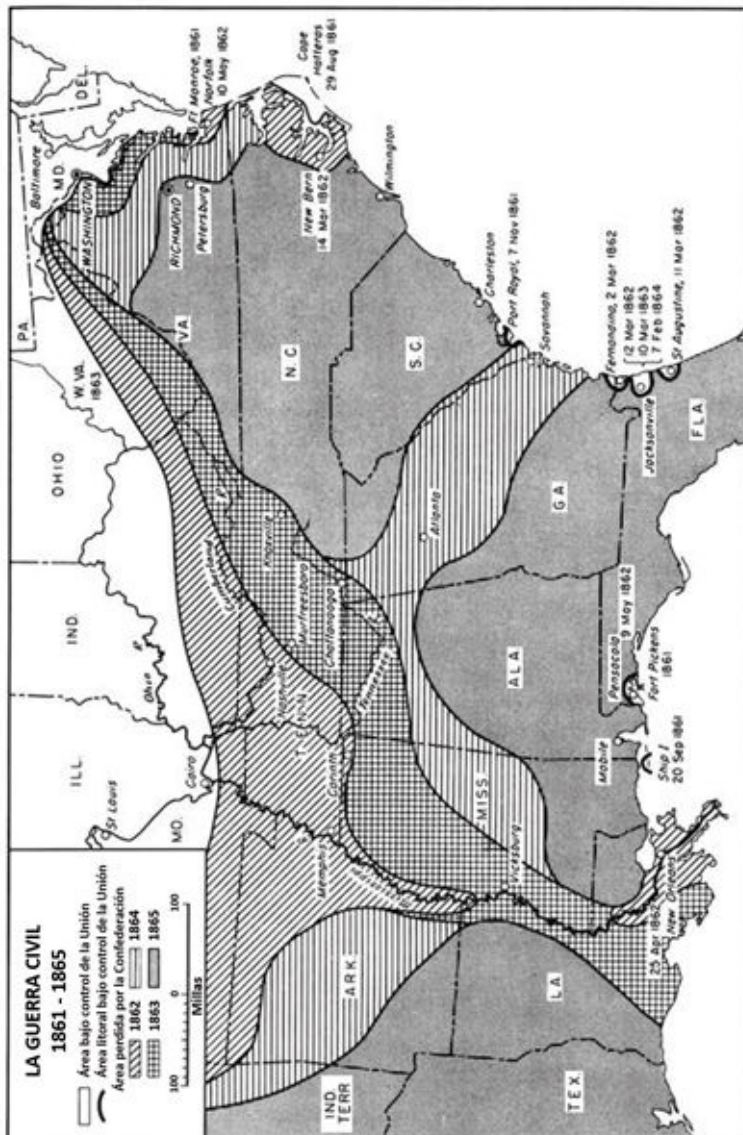 LA GUERRA CIVIL
1861 - 1865
Área bajo control de la Unión
Área litoral bajo control de la Unión
Área perdida por la Confederación
1862
1864
1863
1865
100
0
100
Millas
St Louis
ILL.
IND.
OHIO
PA.
MO.
Cairo
Ohio R.
W. VA.
1863
Baltimore
MD.
DEL.
WASHINGTON
Ft Monroe, 1861
Norfolk
10 May 1862
RICHMOND
Petersburg
VA.
Cape
Hatteras
29 Aug 1861
New Bern
14 Mar 1862
Wilmington
N.C.
S.C.
Cumberland
Knoxville
Nashville
Murfreesboro
TENN.
Chattanooga
Tennessee
Memphis
Corinth
ARK.
IND.
TERR
MISS.
ALA
GA.
Atlanta
Charleston
Port Royal, 7 Nov 1861
Savannah
Vicksburg
LA.
TEX.
Fernandina, 2 Mar 1862
12 Mar 1862
10 Mar 1863
7 Feb 1864
Jacksonville
St Augustine, 11 Mar 1862
FLA.
Mobile
Pensacola
9 May 1862
Fort Pickens
1861
Ship I
20 Sep 1861
25 Apr 1862
New Orleans